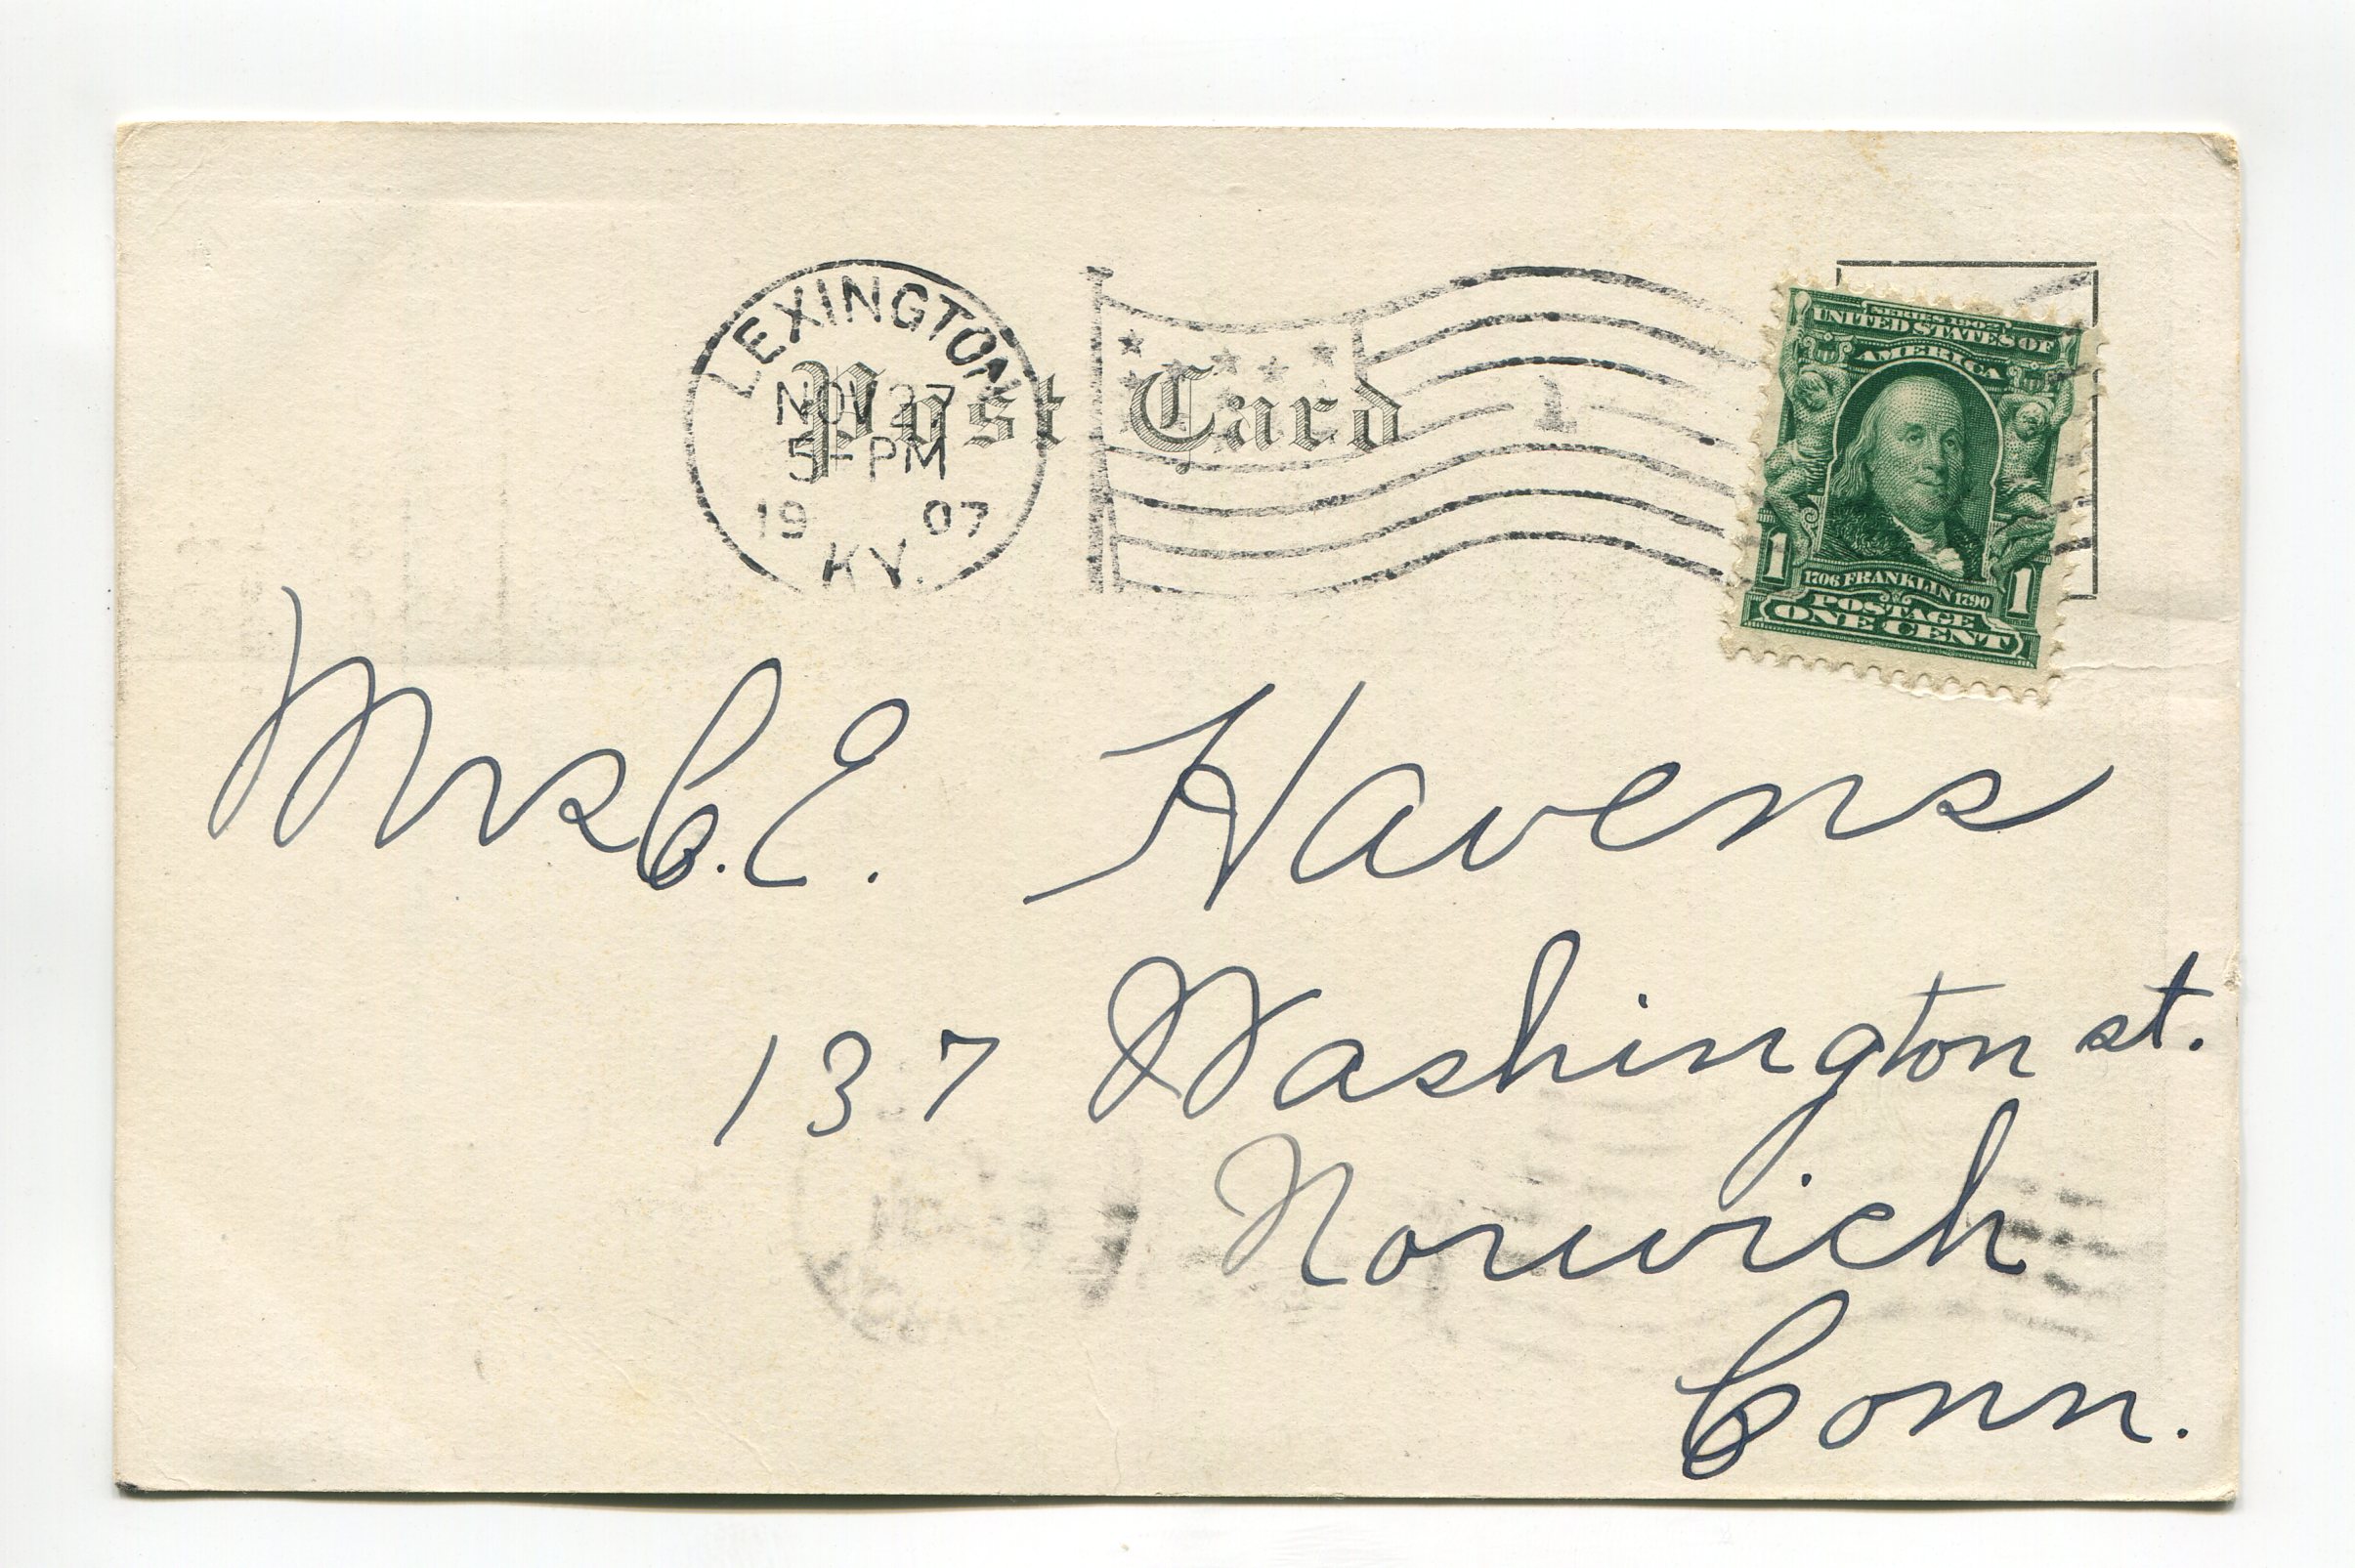 LEXINGTON
Post Card
NOV 27
5- PM
19 07
KY.
1
SERIES 1902
UNITED STATES OF
AMERICA
1 1706 FRANKLIN 1790 1
POSTAGE
ONE CENT
Mrs C. E. Havens
137 Washington st.
Norwich
Conn.